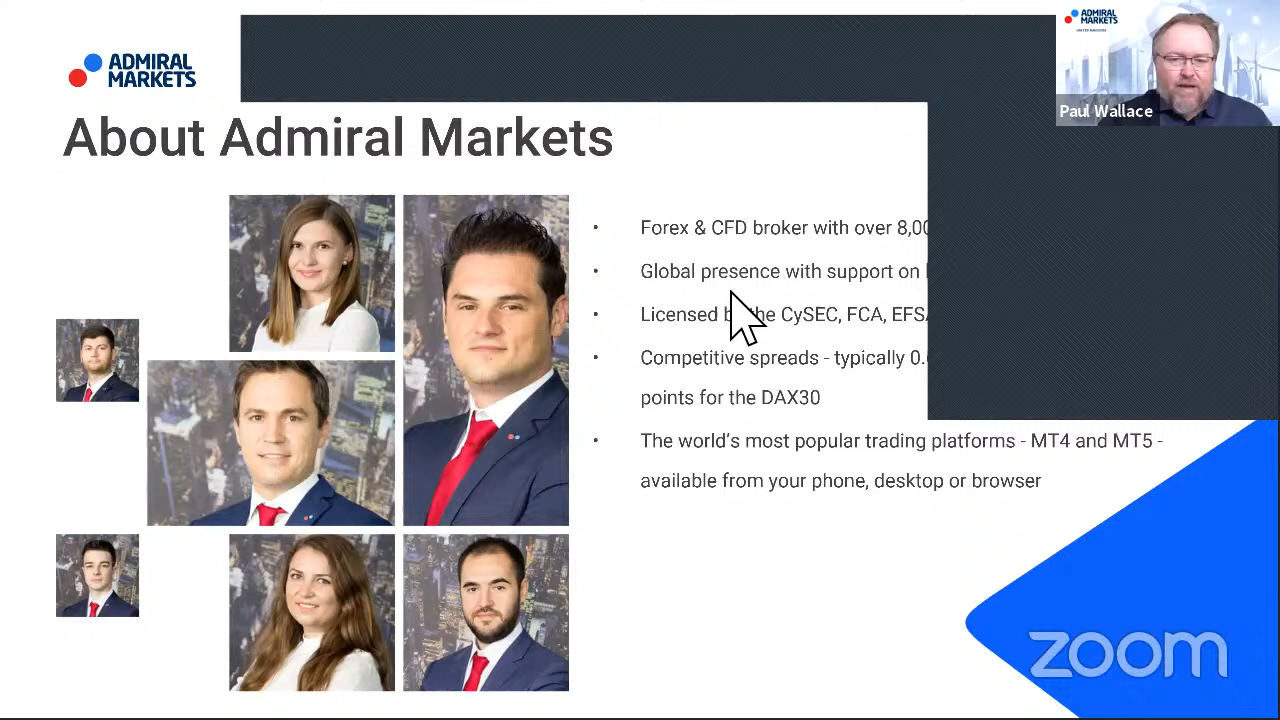 ADMIRAL
MARKETS
About Admiral Markets
• Forex & CFD broker with over 8,00
• Global presence with support on
• Licensed by the CySEC, FCA, EFSA
• Competitive spreads - typically 0.
points for the DAX30
• The world's most popular trading platforms - MT4 and MT5 -
available from your phone, desktop or browser
ADMIRAL
MARKETS
UNITED KINGDOM
Paul Wallace
zoom